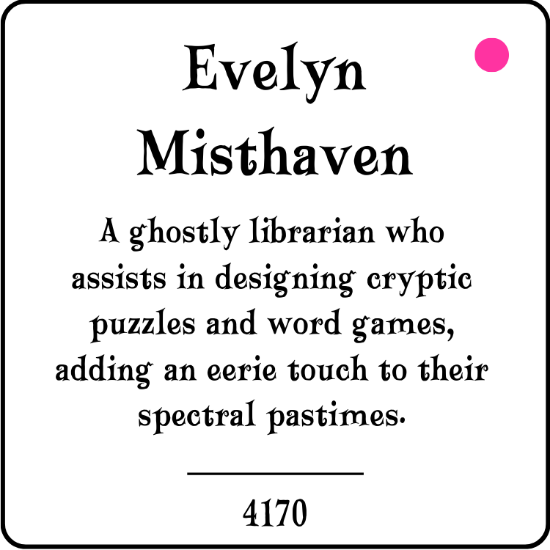 Evelyn
Misthaven
A ghostly librarian who
assists in designing cryptic
puzzles and word games,
adding an eerie touch to their
spectral pastimes.
4170